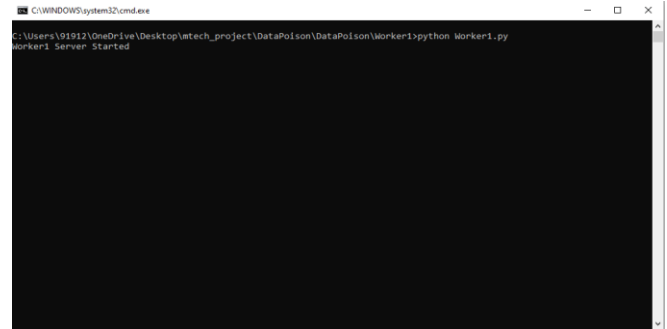 C:\WINDOWS\system32\cmd.exe
C:\Users\91912\OneDrive\Desktop\mtech_project\DataPoison\DataPoison\Worker1>python Worker1.py
Worker1 Server Started